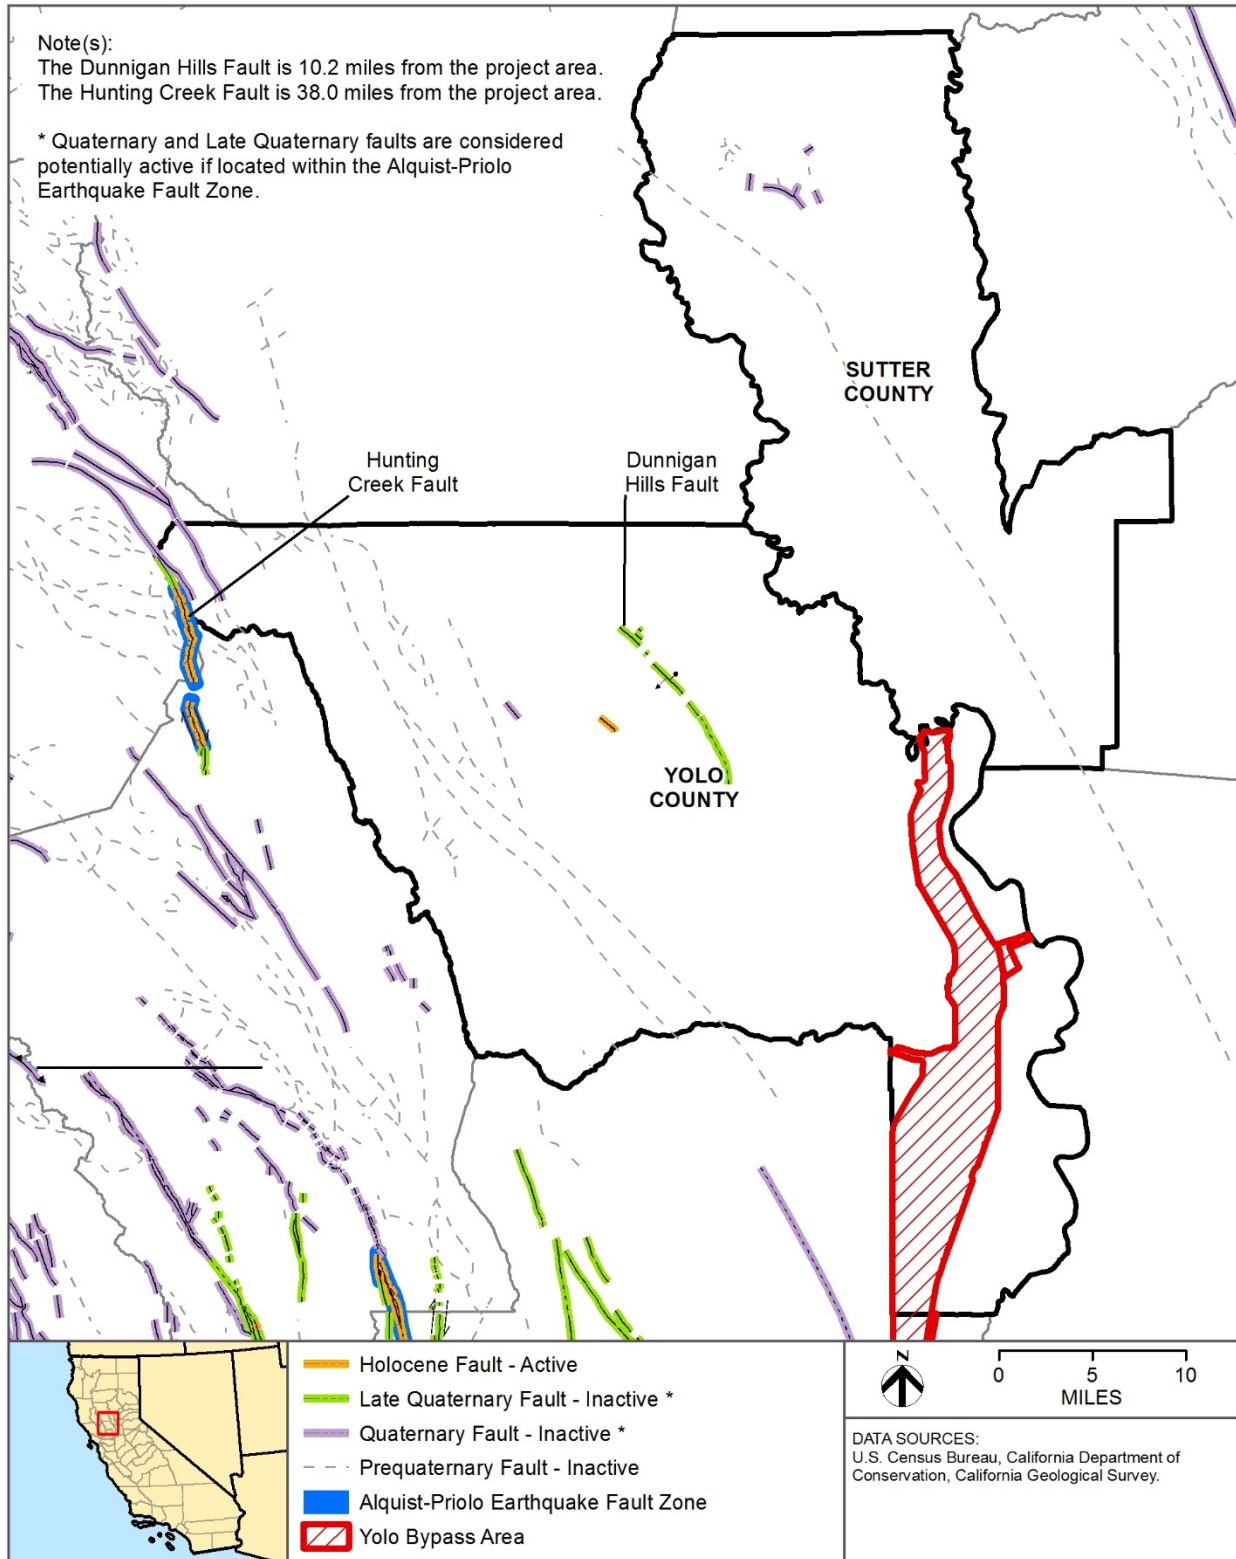 Note(s):
The Dunnigan Hills Fault is 10.2 miles from the project area.
The Hunting Creek Fault is 38.0 miles from the project area.
* Quaternary and Late Quaternary faults are considered
potentially active if located within the Alquist-Priolo
Earthquake Fault Zone.
SUTTER
COUNTY
Hunting
Creek Fault
Dunnigan
Hills Fault
YOLO
COUNTY
Holocene Fault - Active
Late Quaternary Fault - Inactive *
Quaternary Fault - Inactive *
Prequaternary Fault - Inactive
Alquist-Priolo Earthquake Fault Zone
Yolo Bypass Area
N
0 5 10
MILES
DATA SOURCES:
U.S. Census Bureau, California Department of
Conservation, California Geological Survey.